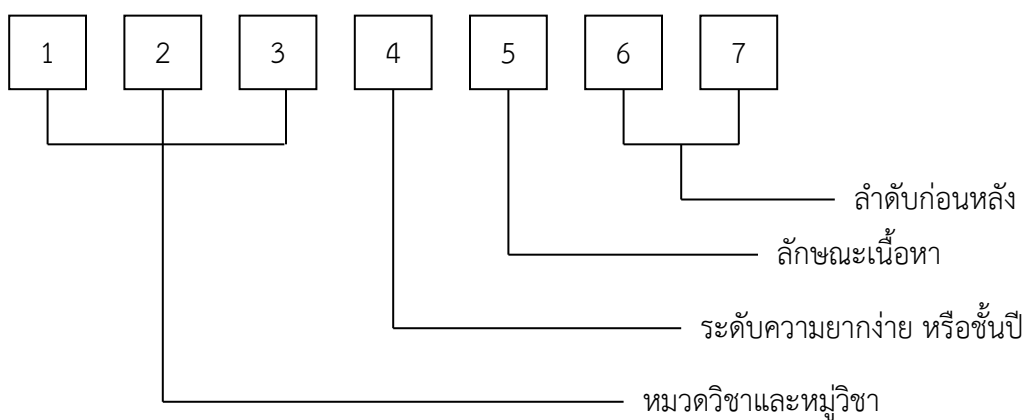 1 2 3 4 5 6 7
ลำดับก่อนหลัง
ลักษณะเนื้อหา
ระดับความยากง่าย หรือชั้นปี
หมวดวิชาและหมู่วิชา